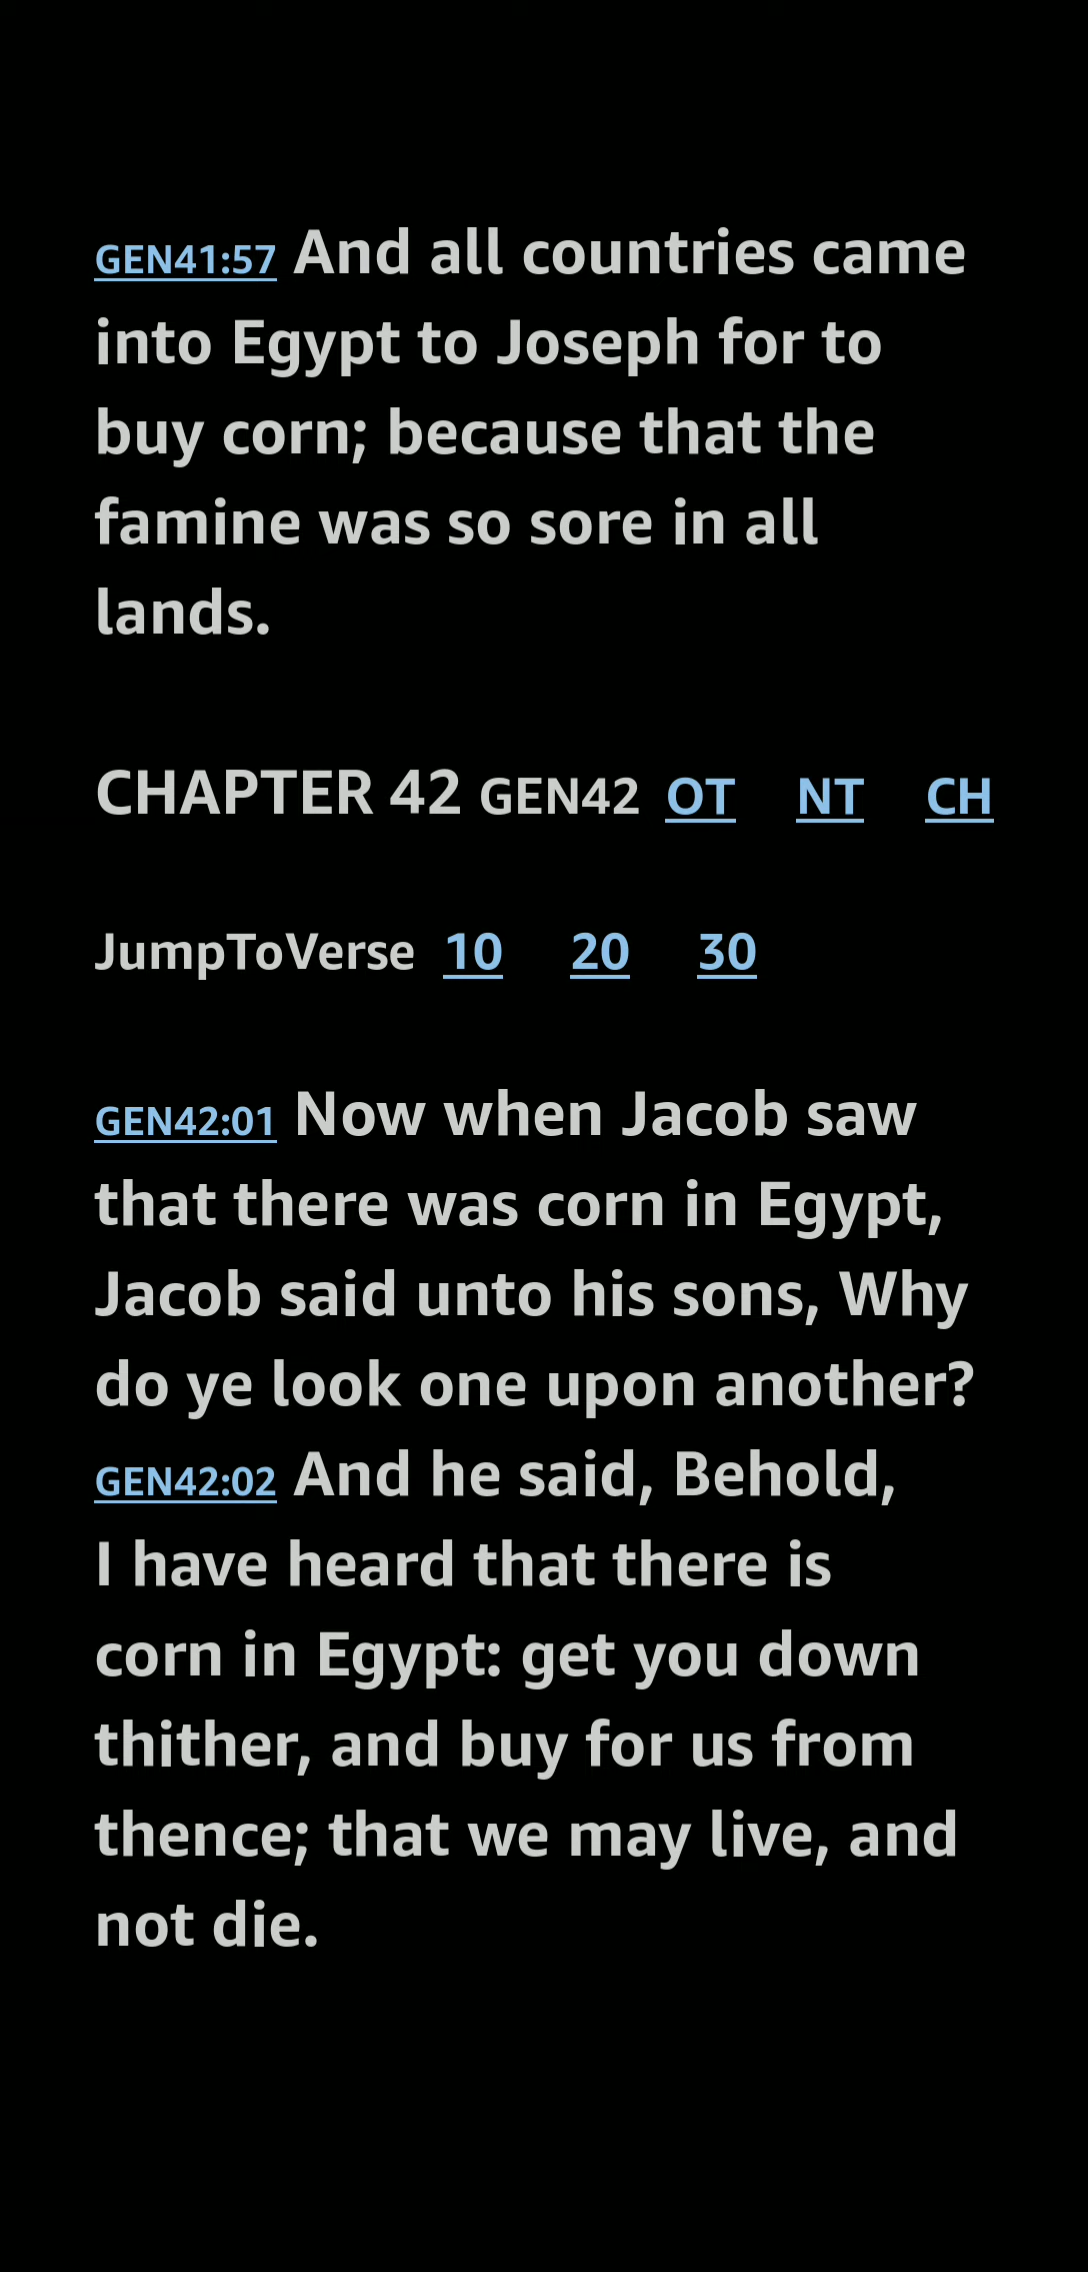 GEN41:57 And all countries came
into Egypt to Joseph for to
buy corn; because that the
famine was so sore in all
lands.
CHAPTER 42 GEN42 OT NT CH
JumpToVerse 10 20 30
GEN42:01 Now when Jacob saw
that there was corn in Egypt,
Jacob said unto his sons, Why
do ye look one upon another?
GEN42:02 And he said, Behold,
I have heard that there is
corn in Egypt: get you down
thither, and buy for us from
thence; that we may live, and
not die.